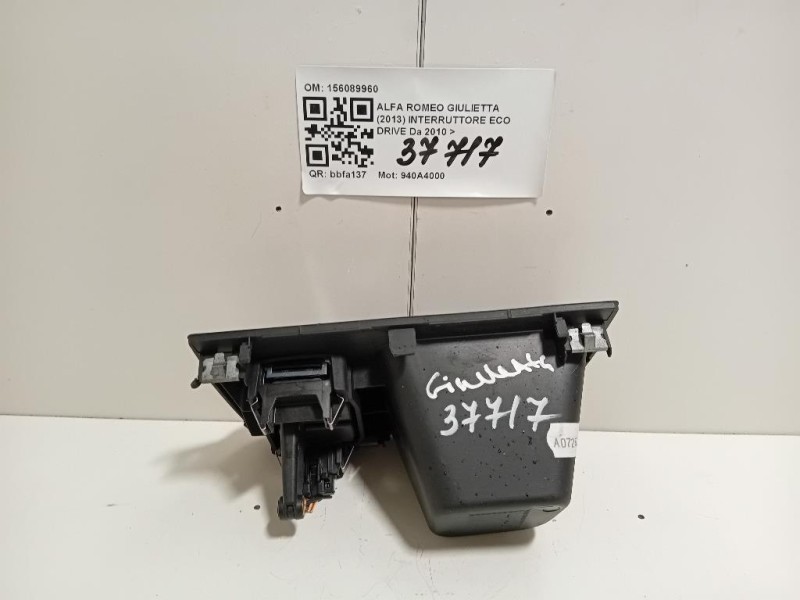 OM: 156089960
ALFA ROMEO GIULIETTA
(2013) INTERRUTTORE ECO
DRIVE Da 2010 >
37717
QR: bbfa137 Mot: 940A4000
Giulietta
37717